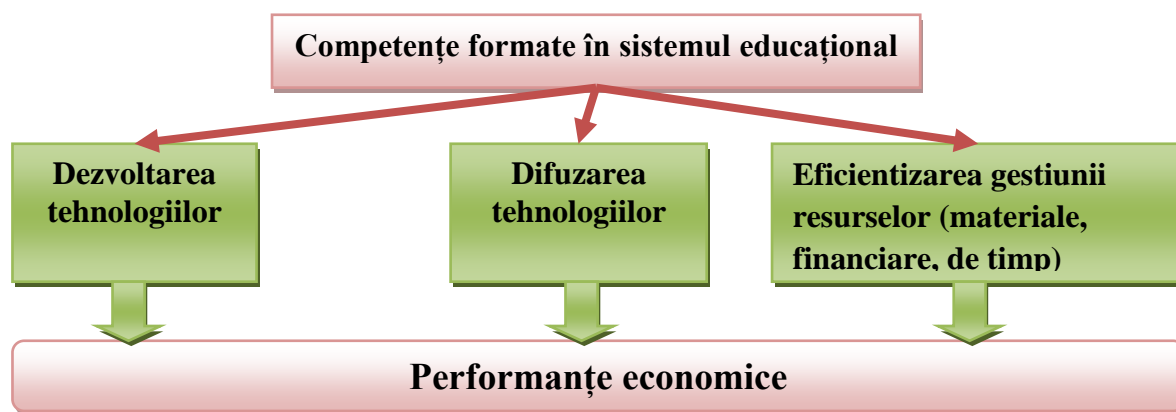 Competențe formate în sistemul educațional
Dezvoltarea
tehnologiilor
Difuzarea
tehnologiilor
Eficientizarea gestiunii
resurselor (materiale,
financiare, de timp)
Performanțe economice